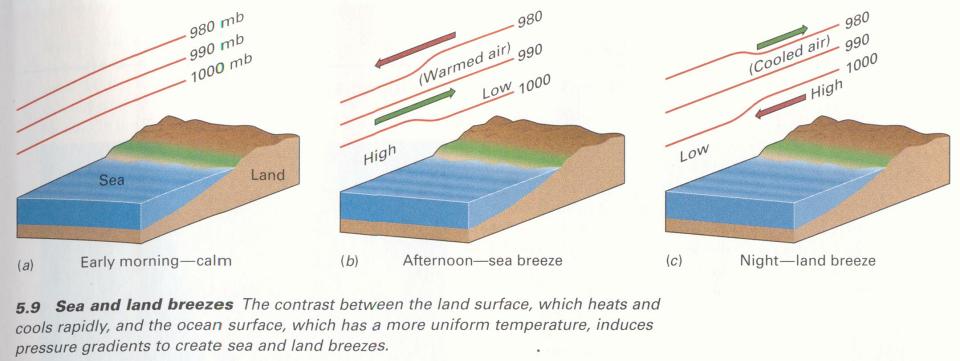 980 mb
990 mb
1000 mb
Sea
Land
(a) Early morning—calm
980
(Warmed air)
990
Low 1000
High
(b) Afternoon—sea breeze
980
(Cooled air) 990
1000
High
Low
(c) Night—land breeze
5.9 Sea and land breezes The contrast between the land surface, which heats and
cools rapidly, and the ocean surface, which has a more uniform temperature, induces
pressure gradients to create sea and land breezes.